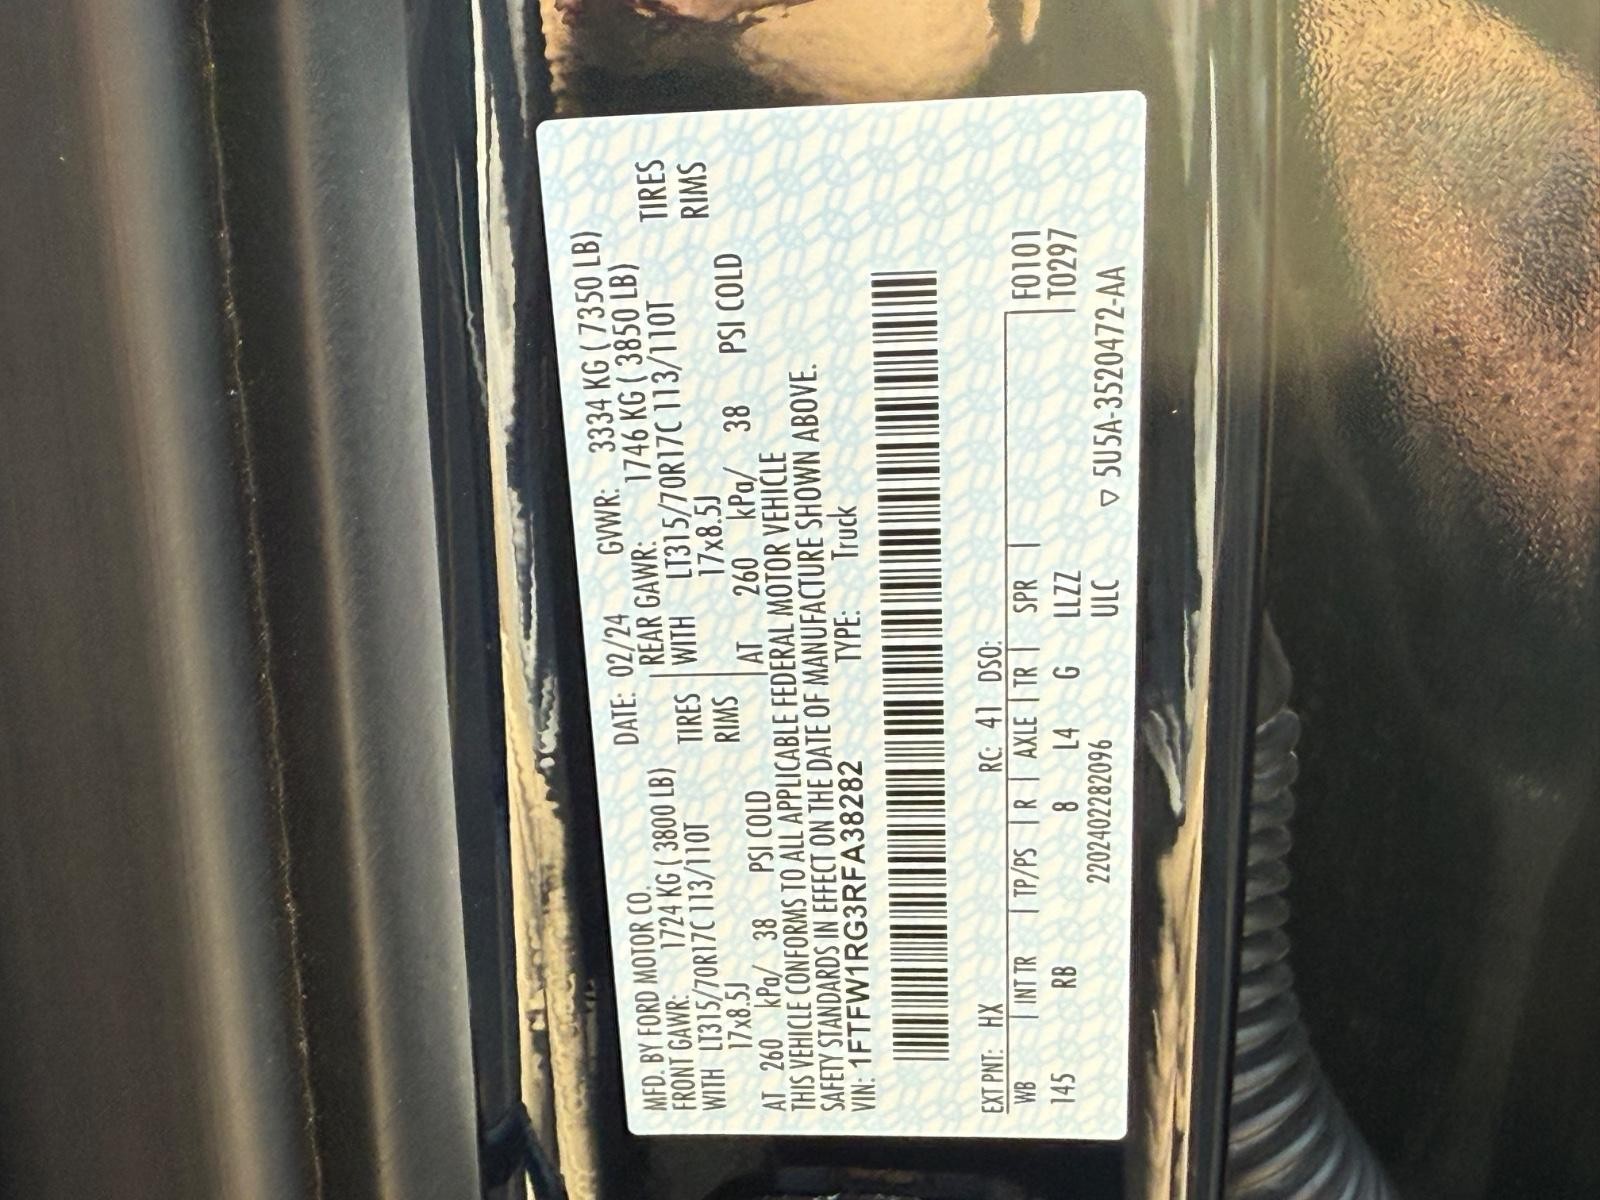 MFD. BY FORD MOTOR CO. DATE: 02/24 GVWR: 3334 KG ( 7350 LB)
FRONT GAWR: 1724 KG ( 3800 LB) REAR GAWR: 1746 KG ( 3850 LB)
WITH LT315/70R17C 113/110T TIRES WITH LT315/70R17C 113/110T TIRES
17x8.5J RIMS 17x8.5J RIMS
AT 260 kPa/ 38 PSI COLD AT 260 kPa/ 38 PSI COLD
THIS VEHICLE CONFORMS TO ALL APPLICABLE FEDERAL MOTOR VEHICLE
SAFETY STANDARDS IN EFFECT ON THE DATE OF MANUFACTURE SHOWN ABOVE.
VIN: 1FTFW1RG3RFA38282 TYPE: Truck
EXT PNT: HX RC: 41 DSO:
WB | INT TR | TP/PS | R | AXLE | TR | SPR | F0101
145 RB 8 L4 G LLZZ T0297
220240228209​6 ULC ▽ 5U5A-3520472-AA